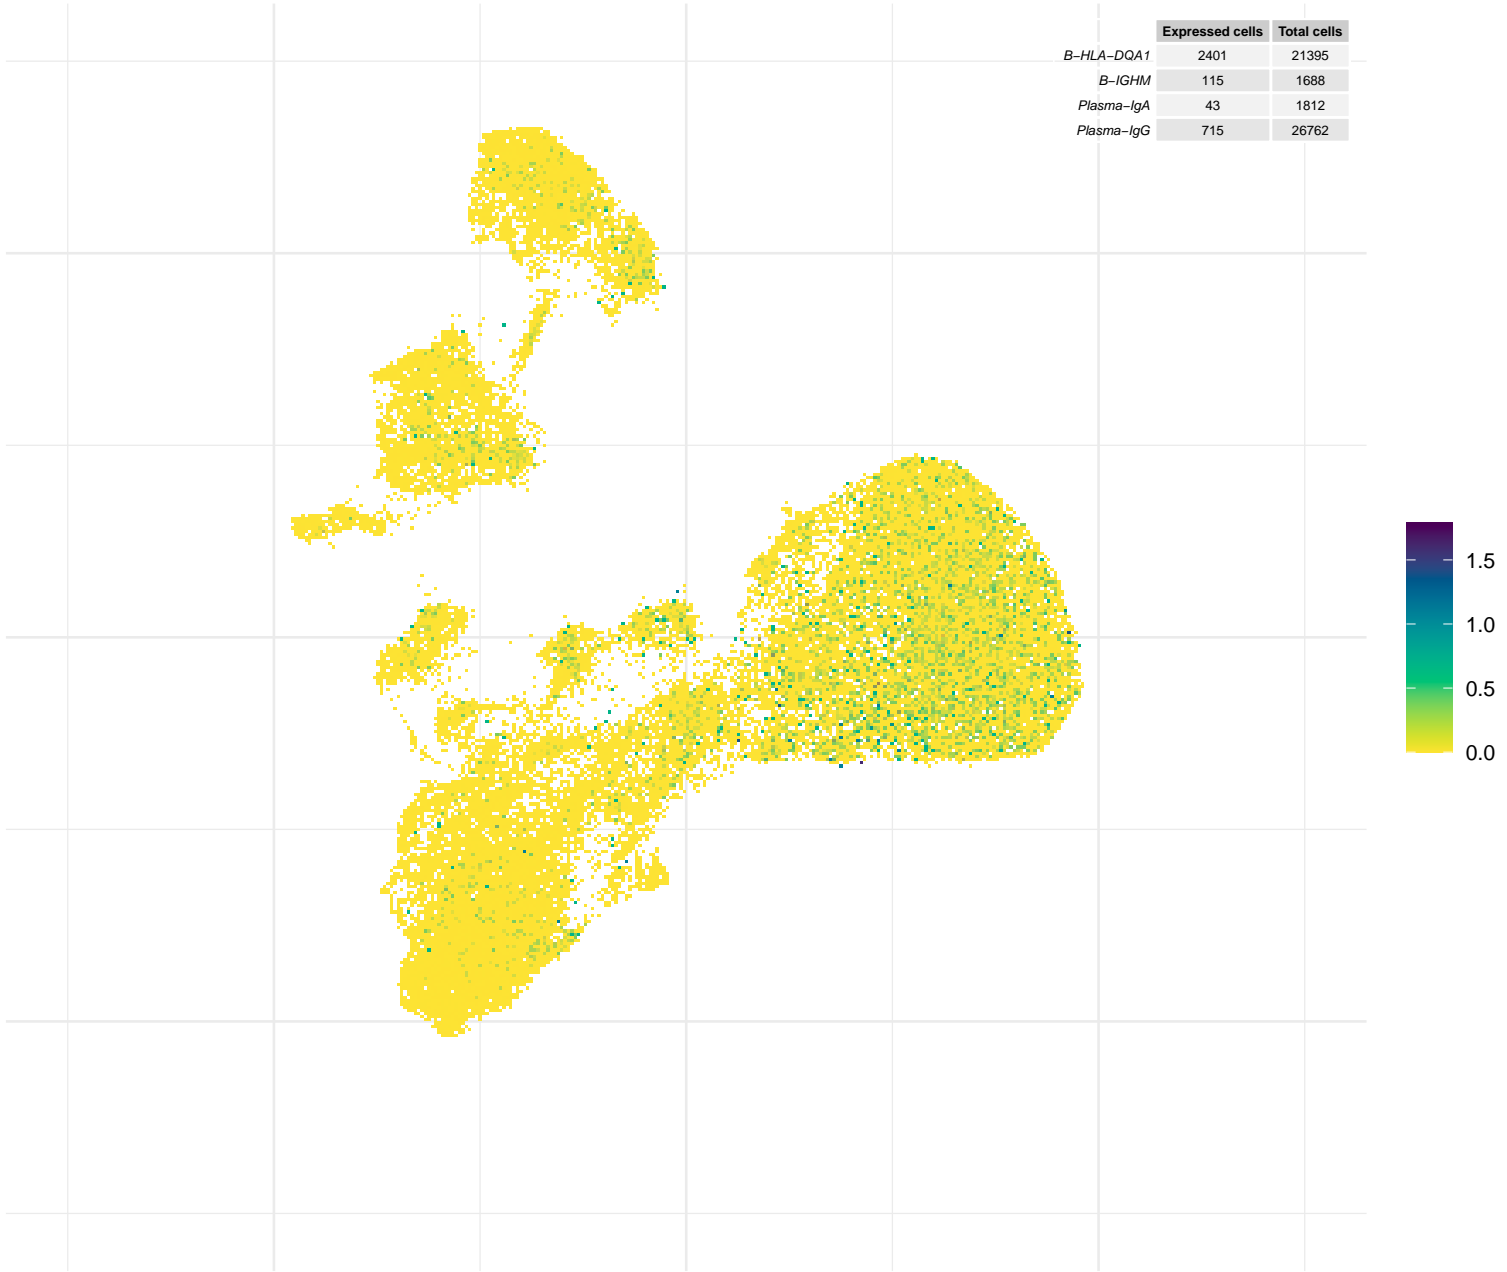 Expressed cells Total cells
B−HLA−DQA1 2401 21395
B−IGHM 115 1688
Plasma−IgA 43 1812
Plasma−IgG 715 26762
1.5
1.0
0.5
0.0